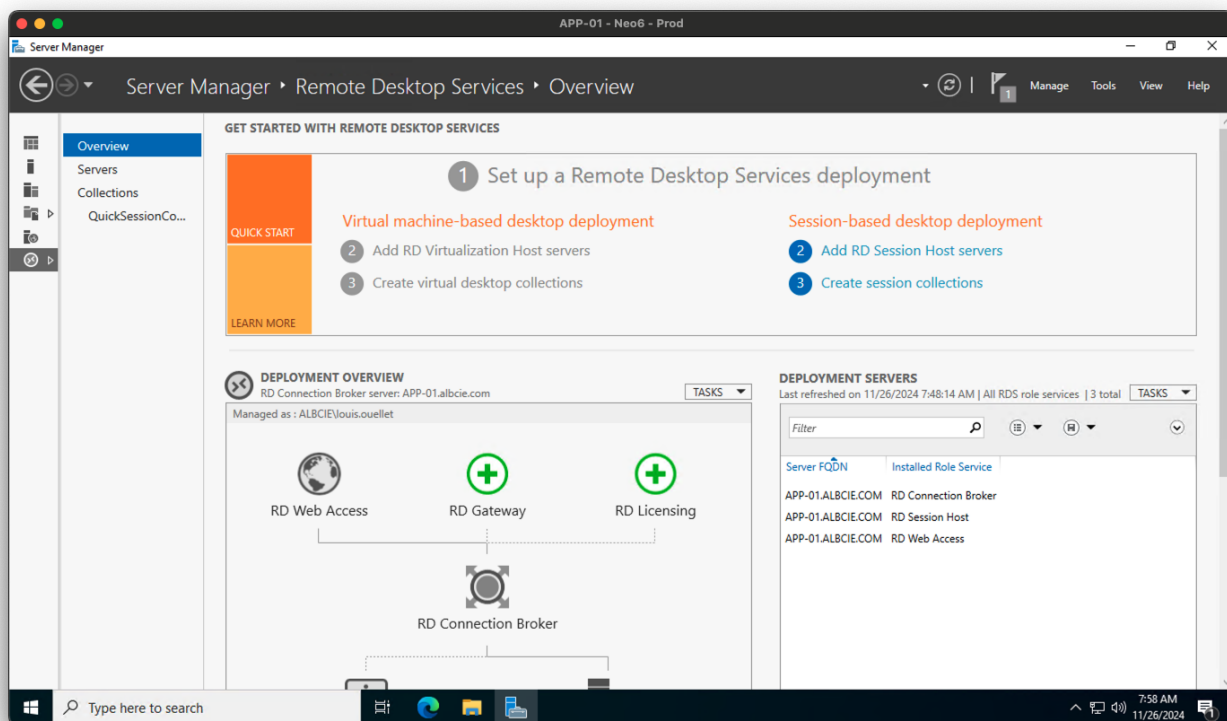 APP-01 - Neo6 - Prod
Server Manager
Server Manager ‣ Remote Desktop Services ‣ Overview
1
Manage
Tools
View
Help
Overview
Servers
Collections
QuickSessionCo...
GET STARTED WITH REMOTE DESKTOP SERVICES
QUICK START
LEARN MORE
1 Set up a Remote Desktop Services deployment
Virtual machine-based desktop deployment
2 Add RD Virtualization Host servers
3 Create virtual desktop collections
Session-based desktop deployment
2 Add RD Session Host servers
3 Create session collections
DEPLOYMENT OVERVIEW
RD Connection Broker server: APP-01.albcie.com
TASKS
Managed as : ALBCIE\louis.ouellet
RD Web Access
RD Gateway
RD Licensing
RD Connection Broker
DEPLOYMENT SERVERS
Last refreshed on 11/26/2024 7:48:14 AM | All RDS role services | 3 total
TASKS
Filter
Server FQDN Installed Role Service
APP-01.ALBCIE.COM RD Connection Broker
APP-01.ALBCIE.COM RD Session Host
APP-01.ALBCIE.COM RD Web Access
Type here to search
7:58 AM
11/26/2024
1